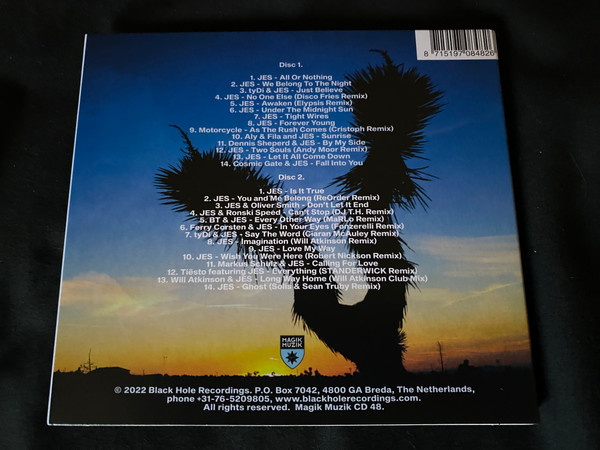 8 715197 084826
Disc 1.
1. JES - All Or Nothing
2. JES - We Belong To The Night
3. tyDi & JES - Just Believe
4. JES - No One Else (Disco Fries Remix)
5. JES - Awaken (Elypsis Remix)
6. JES - Under The Midnight Sun
7. JES - Tight Wires
8. JES - Forever Young
9. Motorcycle - As The Rush Comes (Cristoph Remix)
10. Aly & Fila and JES - Sunrise
11. Dennis Sheperd & JES - By My Side
12. JES - Two Souls (Andy Moor Remix)
13. JES - Let It All Come Down
14. Cosmic Gate & JES - Fall Into You
Disc 2.
1. JES - Is It True
2. JES - You and Me Belong (ReOrder Remix)
3. JES & Oliver Smith - Don't Let It End
4. JES & Ronski Speed - Can't Stop (DJ T.H. Remix)
5. BT & JES - Every Other Way (MaRLo Remix)
6. Ferry Corsten & JES - In Your Eyes (Fonzerelli Remix)
7. tyDi & JES - Say The Word (Ciaran McAuley Remix)
8. JES - Imagination (Will Atkinson Remix)
9. JES - Love My Way
10. JES - Wish You Were Here (Robert Nickson Remix)
11. Markus Schulz & JES - Calling For Love
12. Tiësto featuring JES - Everything (STANDERWICK Remix)
13. Will Atkinson & JES - Long Way Home (Will Atkinson Club Mix)
14. JES - Ghost (Solis & Sean Truby Remix)
MAGIK
MUZIK
© 2022 Black Hole Recordings. P.O. Box 7042, 4800 GA Breda, The Netherlands,
phone +31-76-5209805, www.blackholerecordings.com.
All rights reserved. Magik Muzik CD 48.